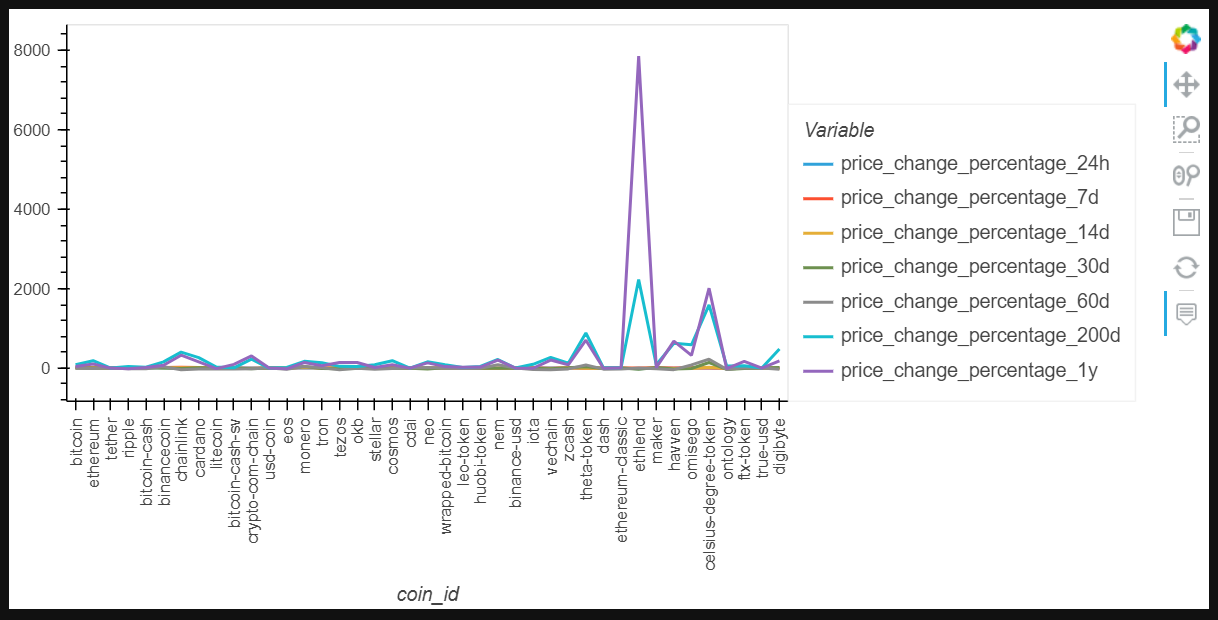 8000
6000
4000
2000
0
Variable
price_change_percentage_24h
price_change_percentage_7d
price_change_percentage_14d
price_change_percentage_30d
price_change_percentage_60d
price_change_percentage_200d
price_change_percentage_1y
bitcoin
ethereum
tether
ripple
bitcoin-cash
binancecoin
chainlink
cardano
litecoin
bitcoin-cash-sv
crypto-com-chain
usd-coin
eos
monero
tron
tezos
okb
stellar
cosmos
cdai
neo
wrapped-bitcoin
leo-token
huobi-token
nem
binance-usd
iota
vechain
zcash
theta-token
dash
ethereum-classic
ethlend
maker
havven
omisego
celsius-degree-token
ontology
ftx-token
true-usd
digibyte
coin_id